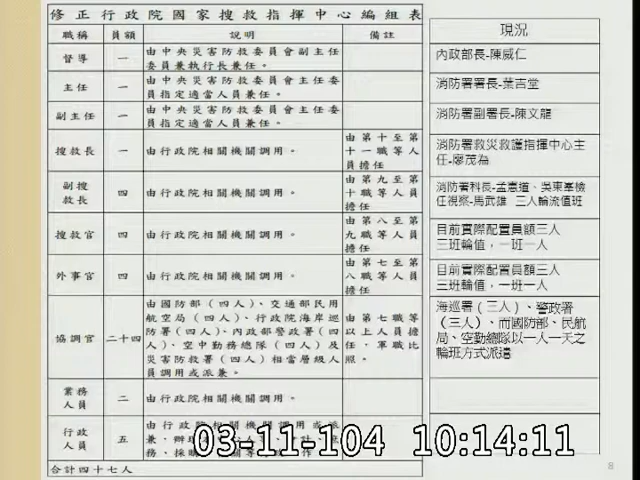 修正行政院國家搜救指揮中心編組表
職稱 員額 說明 備註 現況
督導 一 由中央災害防救委員會副主任
委員兼執行長兼任。
內政部長-陳威仁
主任 一 由中央災害防救委員會主任委
員指定適當人員兼任。
消防署署長-葉吉堂
副主任 一 由中央災害防救委員會主任委
員指定適當人員兼任。
消防署副署長-陳文龍
搜救長 一 由行政院相關機關調用。
由第十至第
十一職等人
員擔任
消防署救災救護指揮中心主
任-廖茂為
副搜
救長
四 由行政院相關機關調用。
由第九至第
十職等人員
擔任
消防署科長-孟憲道、吳東峯檢
任視察-馬武雄 三人輪流值班
搜救官 四 由行政院相關機關調用。
由第八至第
九職等人員
擔任
目前實際配置員額三人
三班輪值，一班一人
外事官 四 由行政院相關機關調用。
由第七至第
八職等人員
擔任
目前實際配置員額三人
三班輪值，一班一人
協調官 二十四
由國防部（四人）、交通部民用
航空局（四人）、行政院海岸巡
防署（四人）、內政部警政署（四
人）、空中勤務總隊（四人）及
災害防救署（四人）相當層級人
員調用或派兼。
由第七職等
以上人員擔
任，軍職比
照。
海巡署（三人）、警政署
（三人）、而國防部、民航
局、空勤總隊以一人一天之
輪班方式派遣
業務
人員
二 由行政院相關機關調用。
行政
人員
五
由行政院相關機關調用或派
兼，辦
務、採
合計四十七人
03-11-104 10:14:11
8